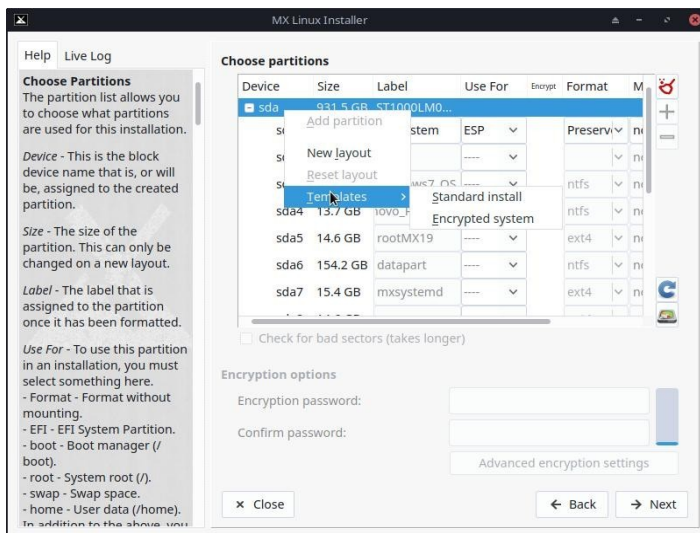 MX Linux Installer
Help Live Log
Choose Partitions
The partition list allows you
to choose what partitions
are used for this installation.
Device - This is the block
device name that is, or will
be, assigned to the created
partition.
Size - The size of the
partition. This can only be
changed on a new layout.
Label - The label that is
assigned to the partition
once it has been formatted.
Use For - To use this partition
in an installation, you must
select something here.
- Format - Format without
mounting.
- EFI - EFI System Partition.
- boot - Boot manager (/
boot).
- root - System root (/).
- swap - Swap space.
- home - User data (/home).
In addition to the above, you
Choose partitions
Device Size Label Use For Encrypt Format M
sda 931.5 GB ST1000LM0...
Add partition
New layout
Reset layout
Templates
Standard install
Encrypted system
stem ESP Preserv
ws7_OS ---- ntfs
sda4 13.7 GB ntfs
sda5 14.6 GB rootMX19 ---- ext4
sda6 154.2 GB datapart ---- ntfs
sda7 15.4 GB mxsystemd ---- ext4
Check for bad sectors (takes longer)
Encryption options
Encryption password:
Confirm password:
Advanced encryption settings
Close
Back
Next